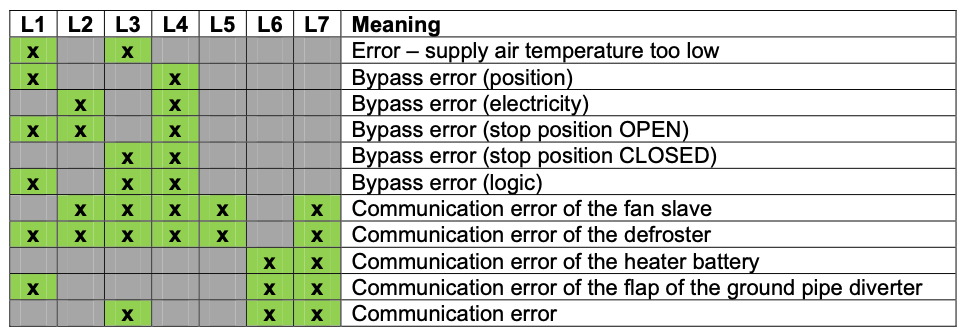 L1 L2 L3 L4 L5 L6 L7 Meaning
x x Error – supply air temperature too low
x x Bypass error (position)
x x Bypass error (electricity)
x x x Bypass error (stop position OPEN)
x x Bypass error (stop position CLOSED)
x x x Bypass error (logic)
x x x x x Communication error of the fan slave
x x x x x x Communication error of the defroster
x x Communication error of the heater battery
x x x Communication error of the flap of the ground pipe diverter
x x x Communication error